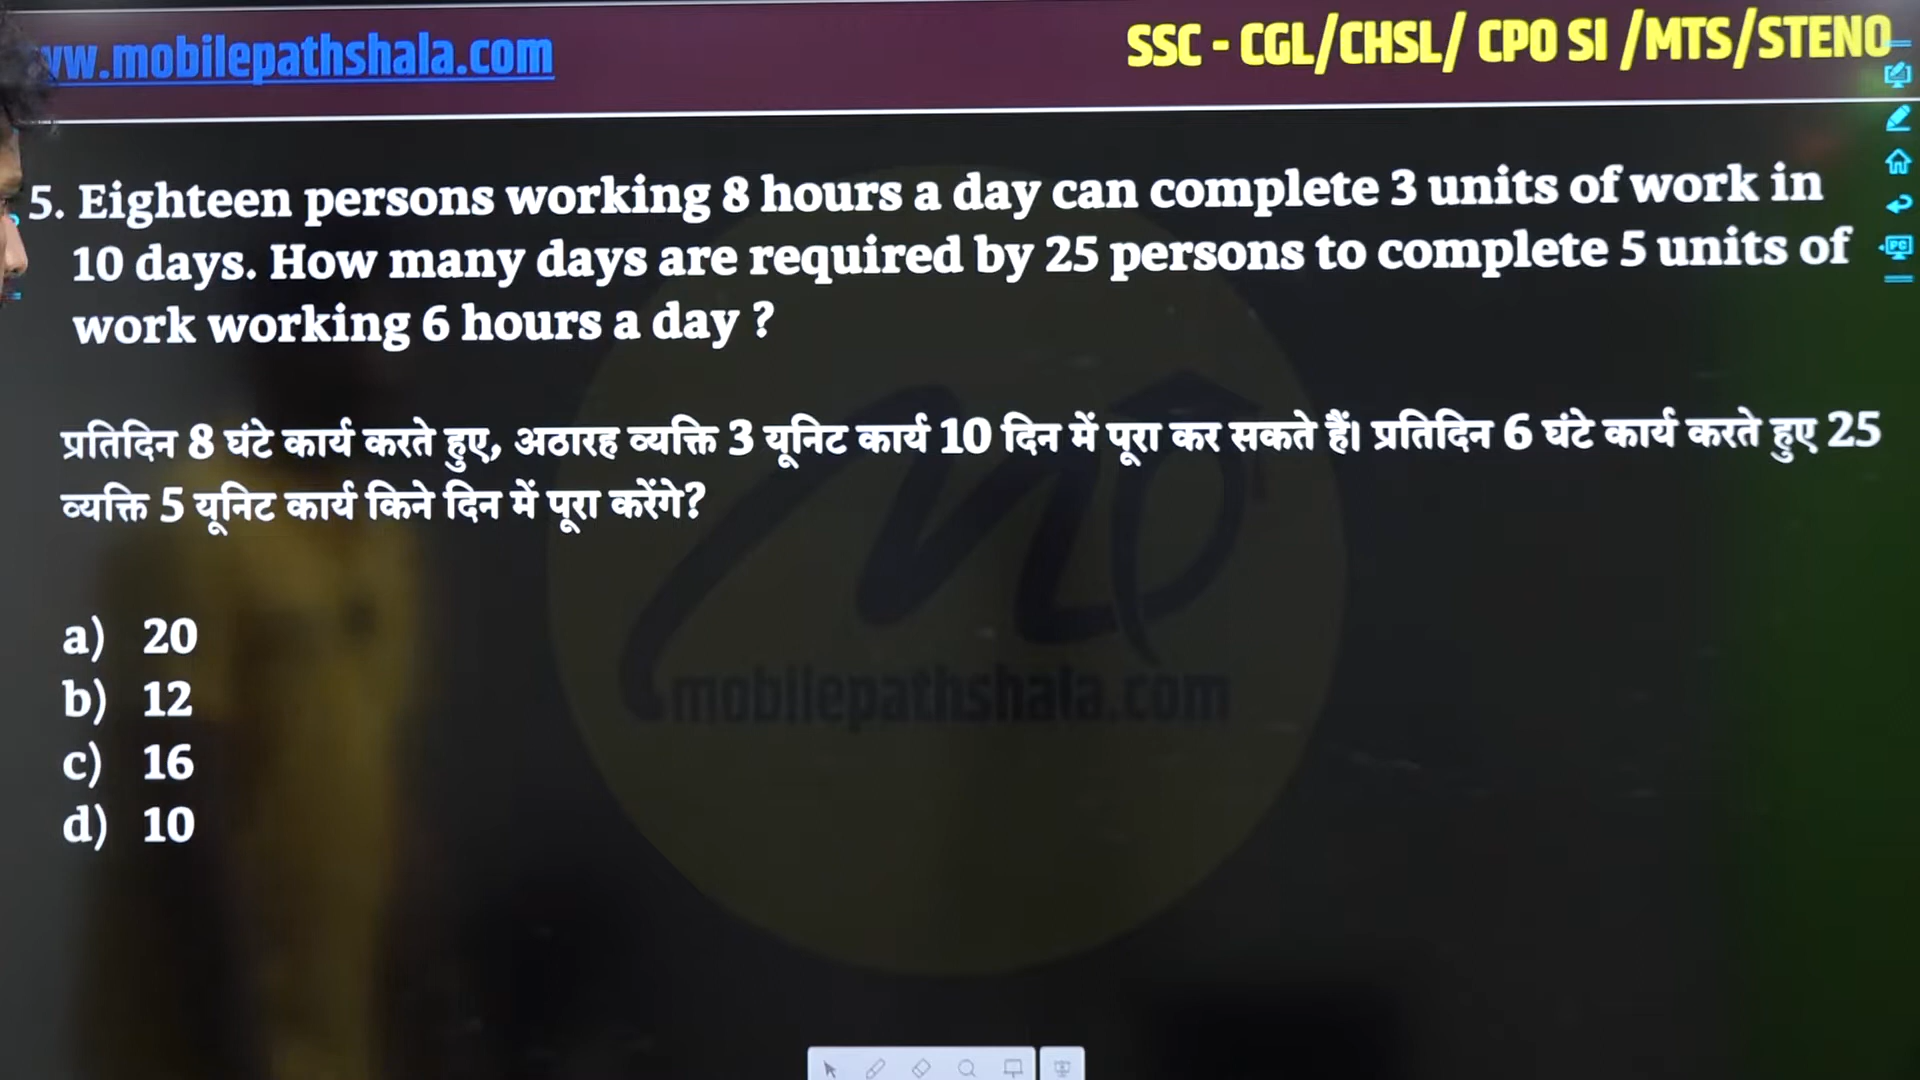 ww.mobilepathshala.com
SSC - CGL/CHSL/ CPO SI /MTS/STENO
5. Eighteen persons working 8 hours a day can complete 3 units of work in
10 days. How many days are required by 25 persons to complete 5 units of
work working 6 hours a day ?
प्रतिदिन 8 घंटे कार्य करते हुए, अठारह व्यक्ति 3 यूनिट कार्य 10 दिन में पूरा कर सकते हैं। प्रतिदिन 6 घंटे कार्य करते हुए 25
व्यक्ति 5 यूनिट कार्य किने दिन में पूरा करेंगे?
a) 20
b) 12
c) 16
d) 10
mobilepathshala.com
PC